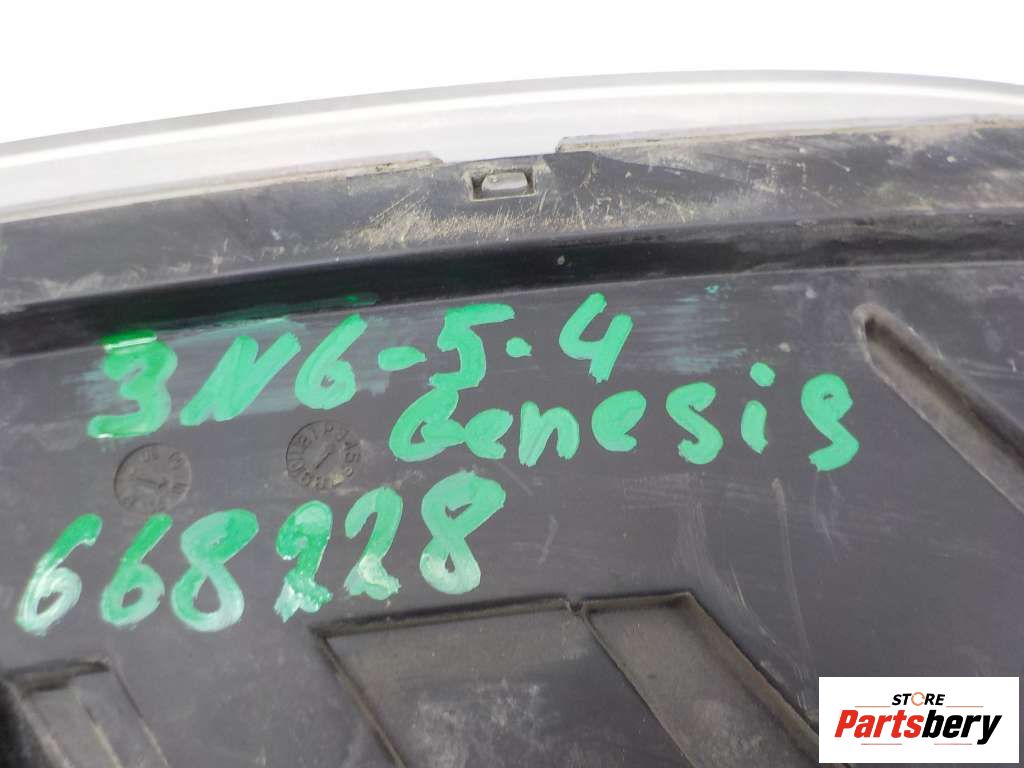 3N6-5.4
Genesis
668228
STORE
Partsbery